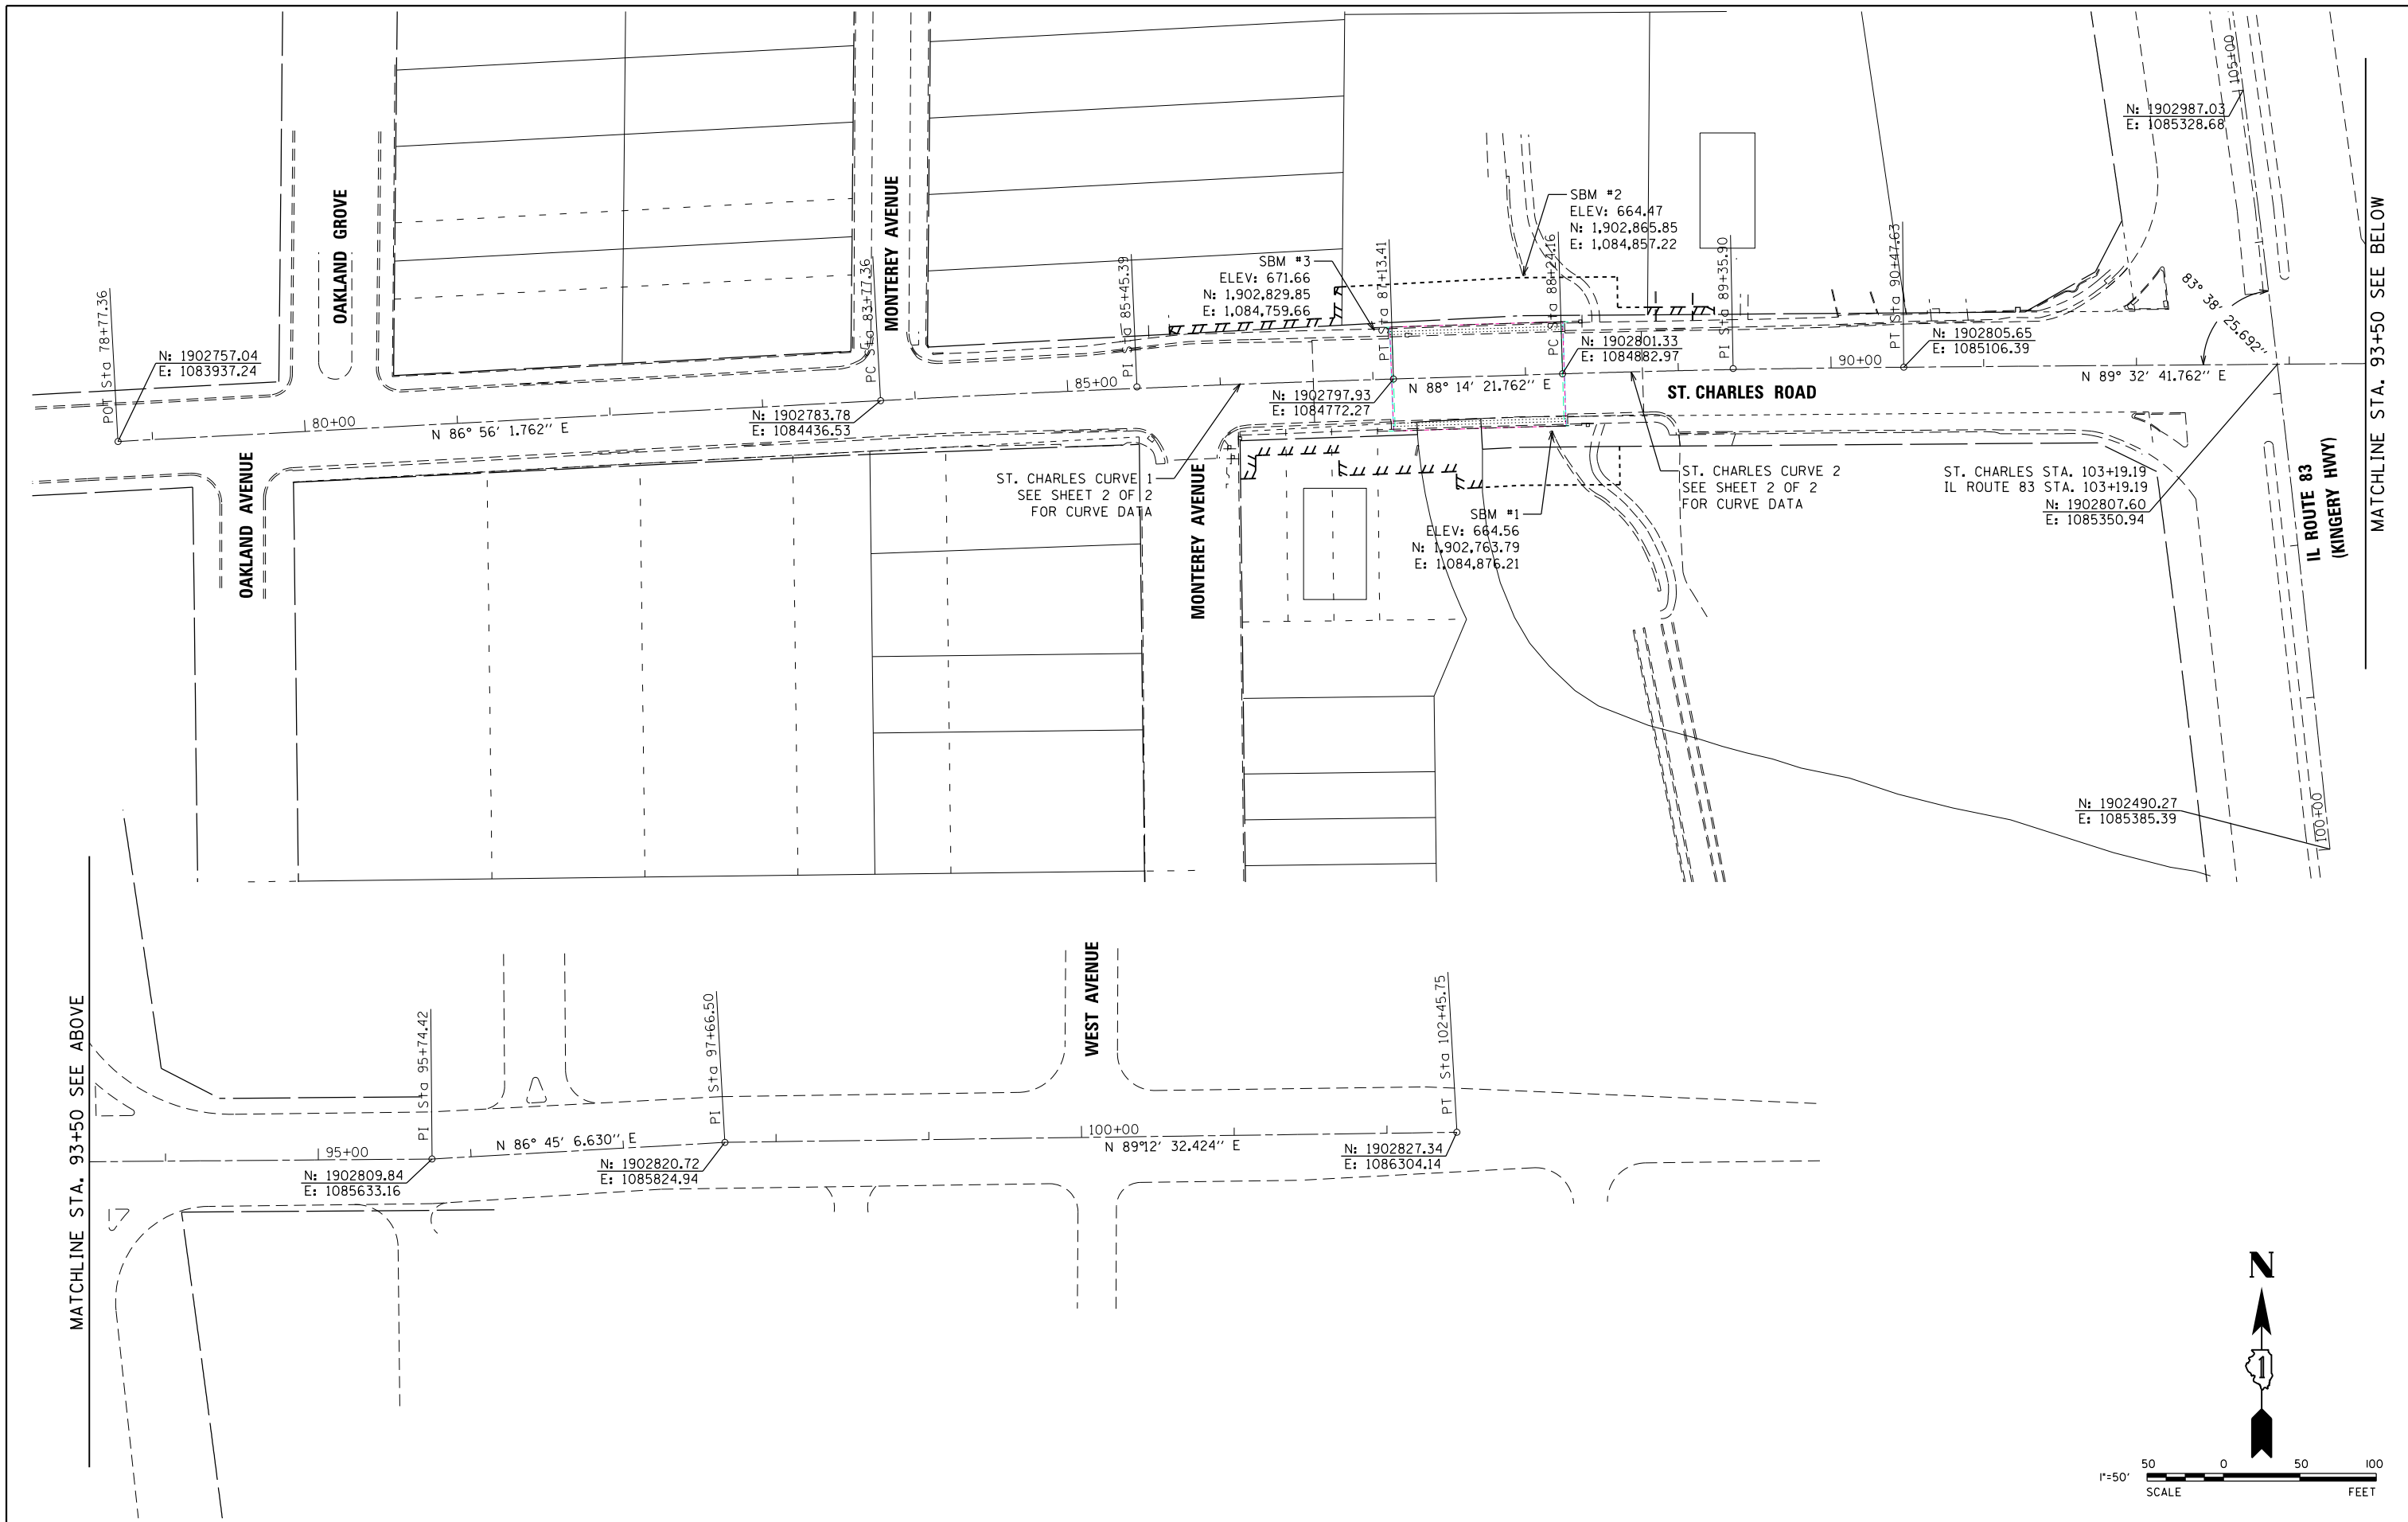 105+00
N: 1902987.03
E: 1085328.68
MATCHLINE STA. 93+50 SEE BELOW
OAKLAND GROVE
MONTEREY AVENUE
SBM #2
ELEV: 664.47
N: 1,902,865.85
E: 1,084,857.22
SBM #3
ELEV: 671.66
N: 1,902,829.85
E: 1,084,759.66
POT Sta 78+77.36
PC Sta 83+77.36
PI Sta 85+45.39
PT Sta 87+13.41
PC Sta 88+24.16
PI Sta 89+35.90
PT Sta 90+47.63
83° 38' 25.692"
N: 1902757.04
E: 1083937.24
N: 1902801.33
E: 1084882.97
N: 1902805.65
E: 1085106.39
80+00
85+00
90+00
N 86° 56' 1.762" E
N: 1902783.78
E: 1084436.53
N: 1902797.93
E: 1084772.27
N 88° 14' 21.762" E
ST. CHARLES ROAD
N 89° 32' 41.762" E
OAKLAND AVENUE
MONTEREY AVENUE
ST. CHARLES CURVE 1
SEE SHEET 2 OF 2
FOR CURVE DATA
ST. CHARLES CURVE 2
SEE SHEET 2 OF 2
FOR CURVE DATA
SBM #1
ELEV: 664.56
N: 1,902,763.79
E: 1,084,876.21
ST. CHARLES STA. 103+19.19
IL ROUTE 83 STA. 103+19.19
N: 1902807.60
E: 1085350.94
IL ROUTE 83
(KINGERY HWY)
N: 1902490.27
E: 1085385.39
100+00
MATCHLINE STA. 93+50 SEE ABOVE
WEST AVENUE
PI Sta 95+74.42
PI Sta 97+66.50
PT Sta 102+45.75
95+00
N 86° 45' 6.630" E
100+00
N 89°12' 32.424" E
N: 1902809.84
E: 1085633.16
N: 1902820.72
E: 1085824.94
N: 1902827.34
E: 1086304.14
N
1
50 0 50 100
1"=50'
SCALE FEET